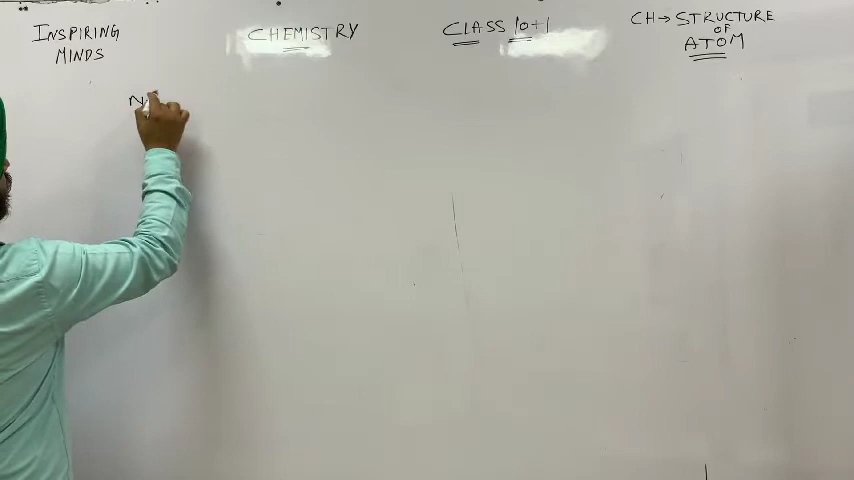 INSPIRING
MINDS
CHEMISTRY
CLASS 10+1
CH→ STRUCTURE
OF
ATOM
N